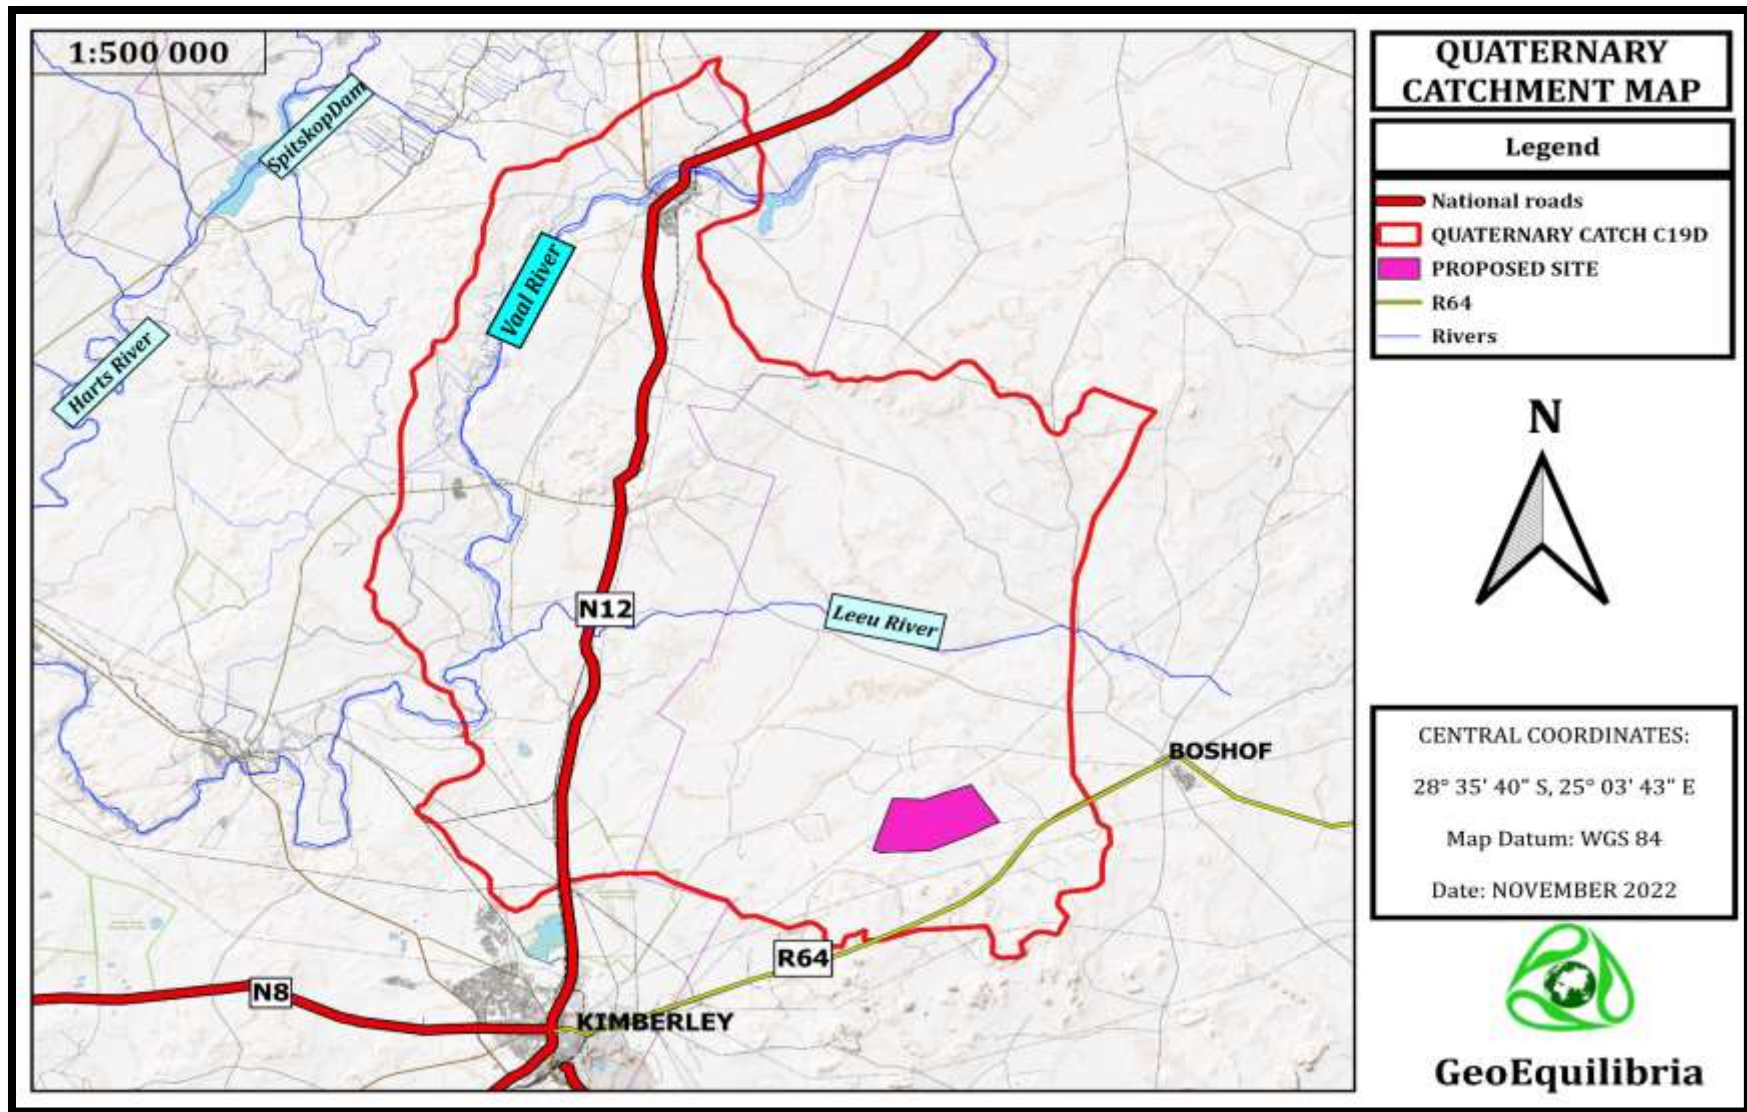 1:500 000
SpitskopDam
Vaal River
Harts River
N12
Leeu River
BOSHOF
R64
N8
KIMBERLEY
QUATERNARY
CATCHMENT MAP
Legend
National roads
QUATERNARY CATCH C19D
PROPOSED SITE
R64
Rivers
N
CENTRAL COORDINATES:
28° 35' 40" S, 25° 03' 43" E
Map Datum: WGS 84
Date: NOVEMBER 2022
GeoEquilibria